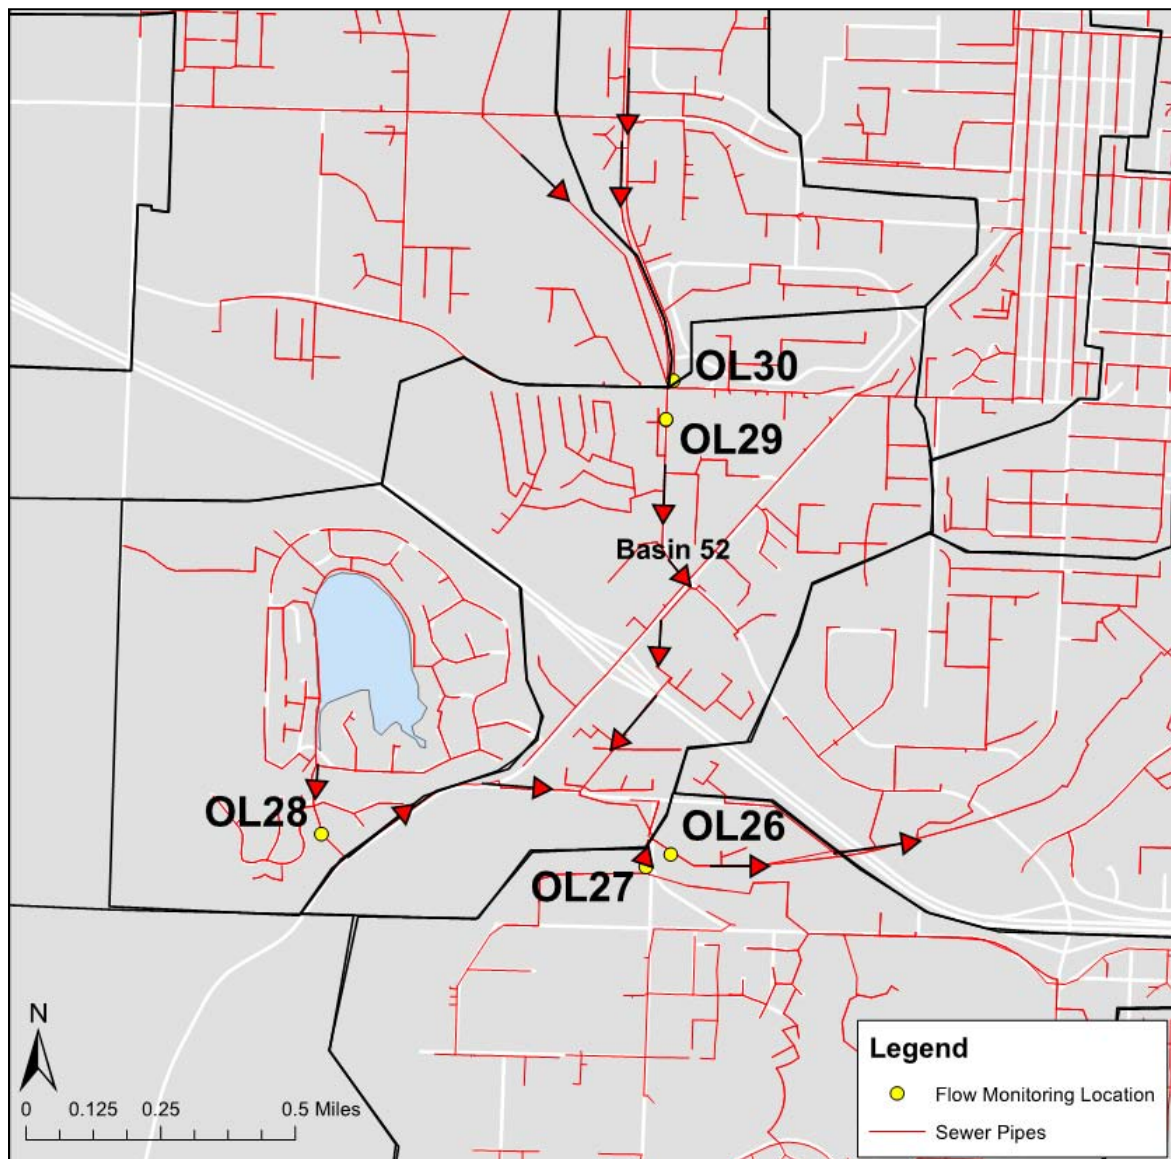 OL30
OL29
Basin 52
OL28
OL26
OL27
N
0 0.125 0.25 0.5 Miles
Legend
Flow Monitoring Location
Sewer Pipes